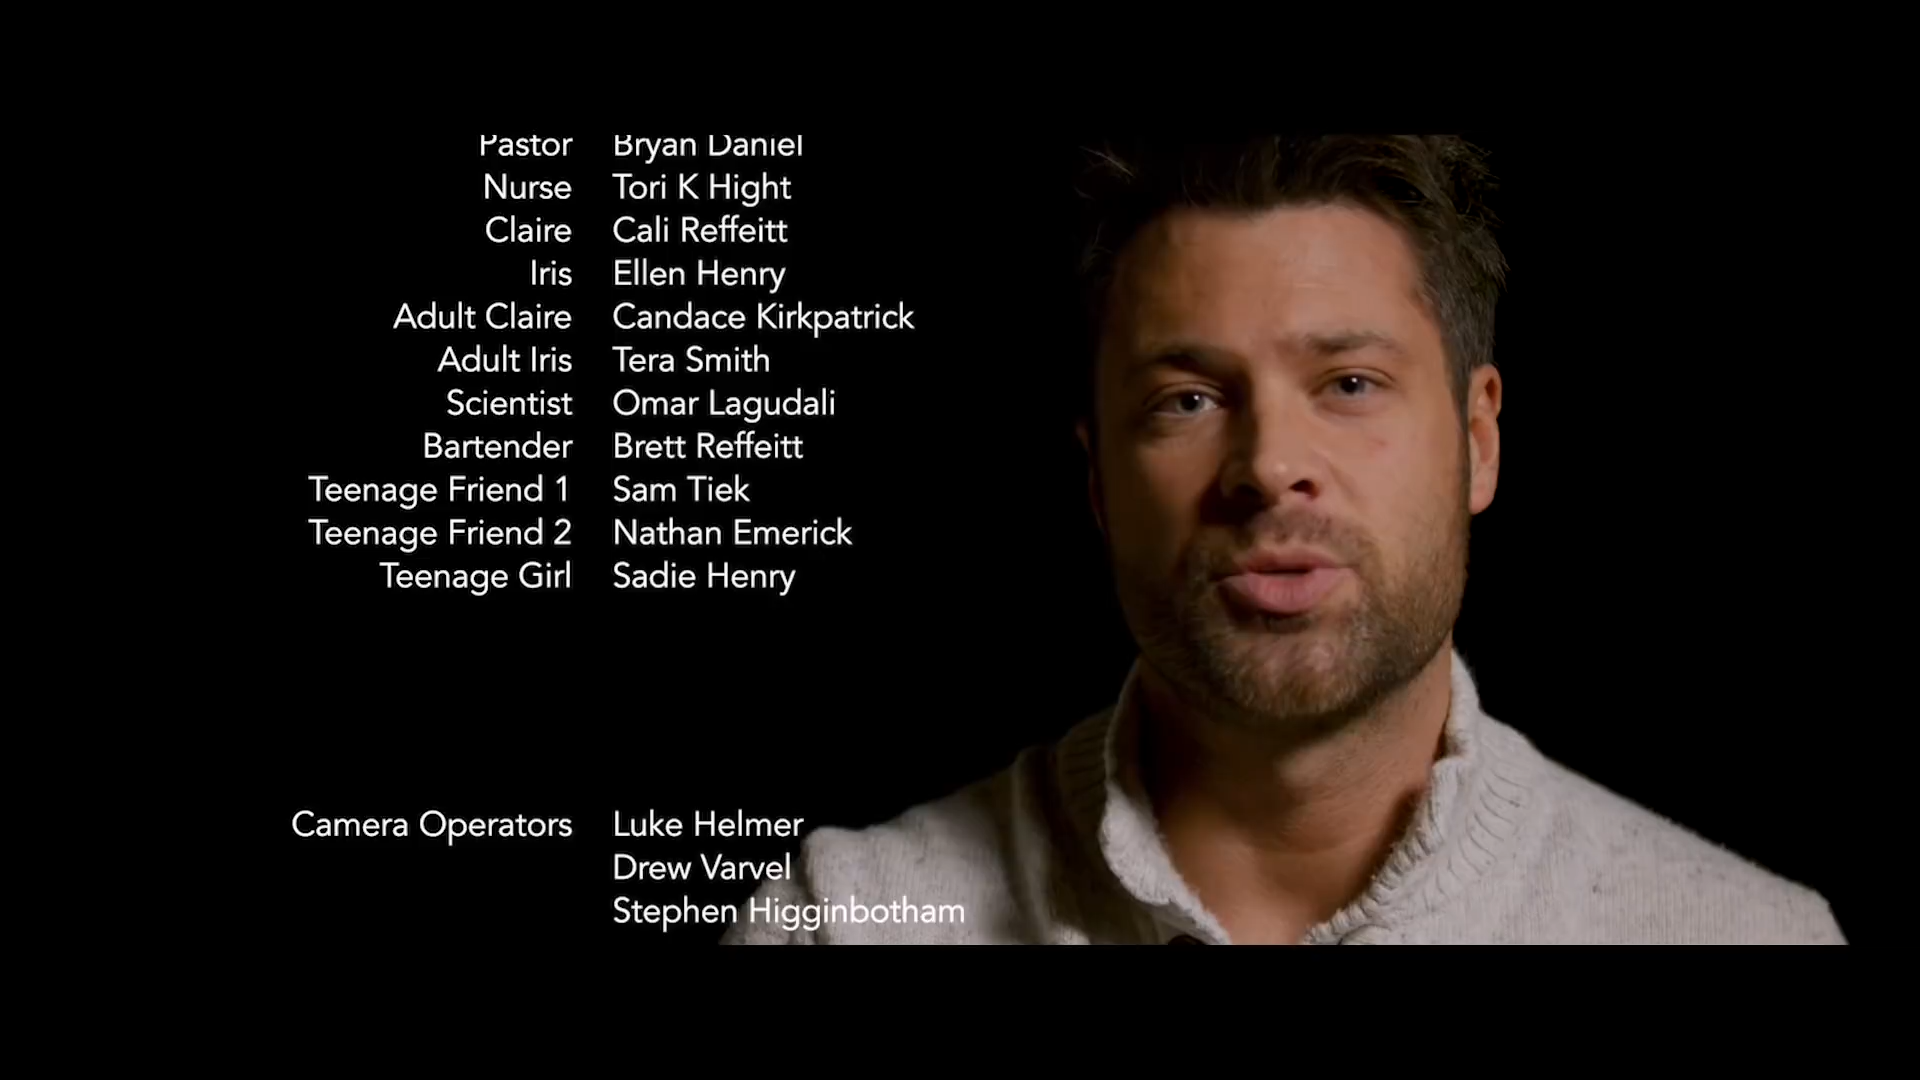 Pastor Bryan Daniel
Nurse Tori K Hight
Claire Cali Reffeitt
Iris Ellen Henry
Adult Claire Candace Kirkpatrick
Adult Iris Tera Smith
Scientist Omar Lagudali
Bartender Brett Reffeitt
Teenage Friend 1 Sam Tiek
Teenage Friend 2 Nathan Emerick
Teenage Girl Sadie Henry
Camera Operators Luke Helmer
Drew Varvel
Stephen Higginbotham